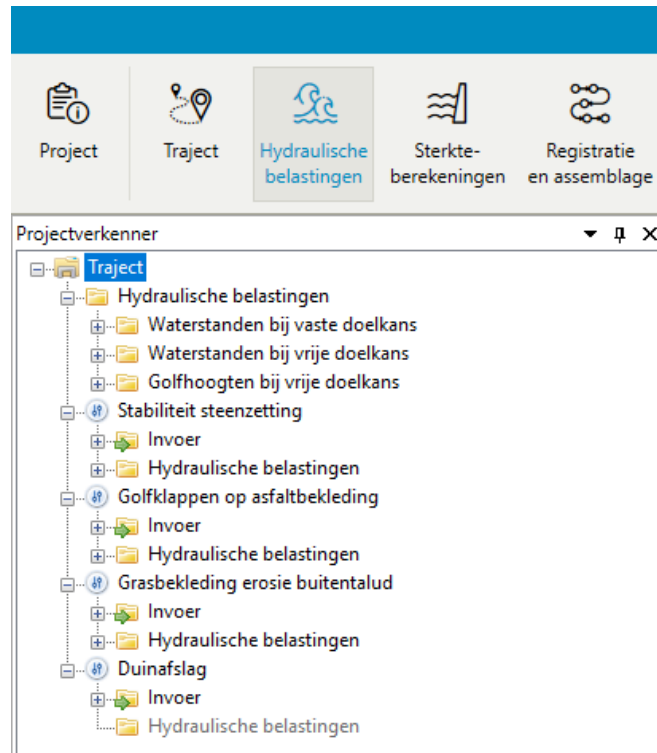 Project
Traject
Hydraulische
belastingen
Sterkte-
berekeningen
Registratie
en assemblage
Projectverkenner
Traject
Hydraulische belastingen
Waterstanden bij vaste doelkans
Waterstanden bij vrije doelkans
Golfhoogten bij vrije doelkans
Stabiliteit steenzetting
Invoer
Hydraulische belastingen
Golfklappen op asfaltbekleding
Invoer
Hydraulische belastingen
Grasbekleding erosie buitentalud
Invoer
Hydraulische belastingen
Duinafslag
Invoer
Hydraulische belastingen